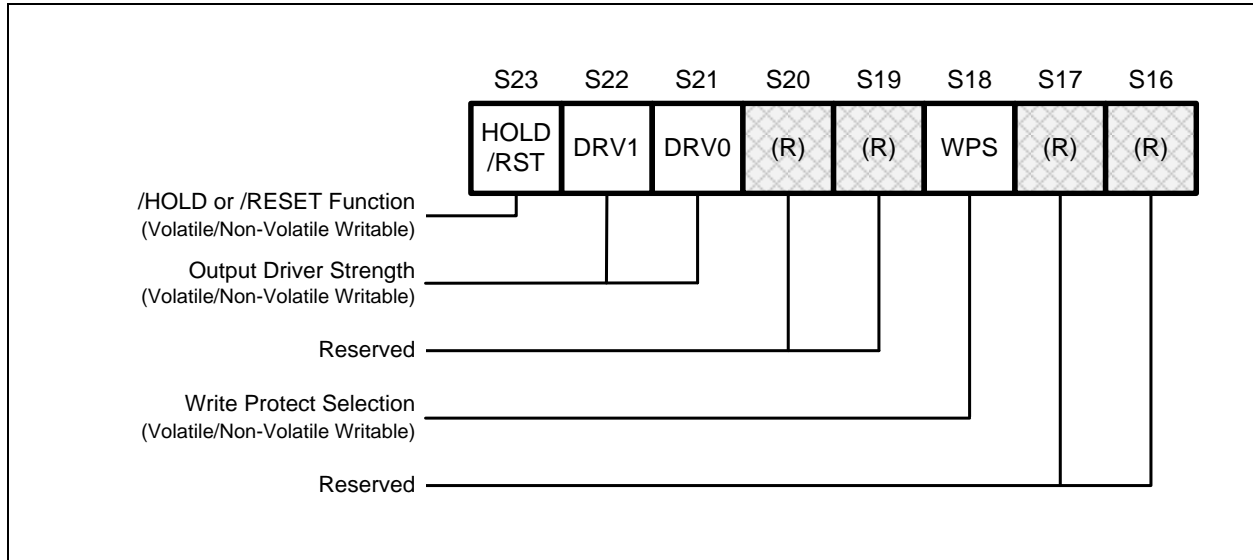 S23 S22 S21 S20 S19 S18 S17 S16
HOLD
/RST
DRV1 DRV0 (R) (R) WPS (R) (R)
/HOLD or /RESET Function
(Volatile/Non-Volatile Writable)
Output Driver Strength
(Volatile/Non-Volatile Writable)
Reserved
Write Protect Selection
(Volatile/Non-Volatile Writable)
Reserved